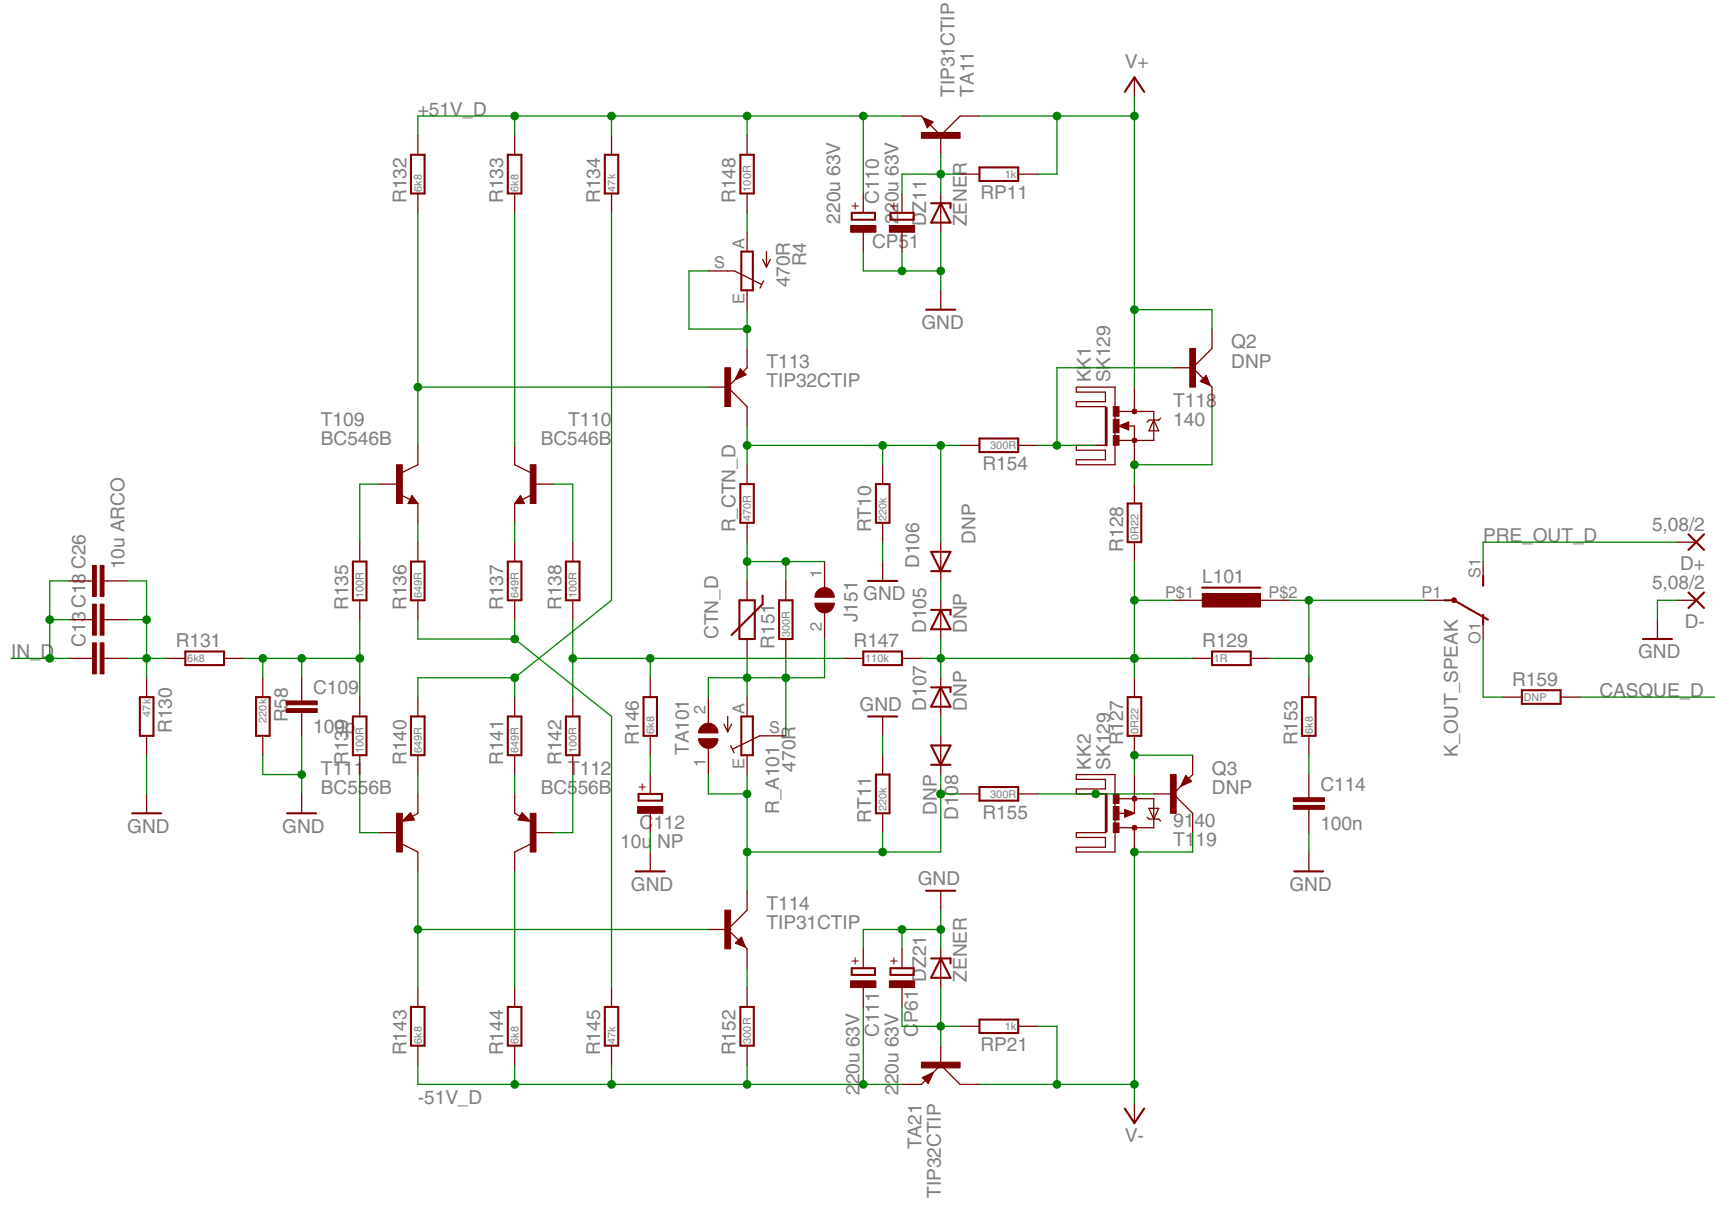 TIP31CTIP
TA11
V+
+51V_D
R132
6k8
R133
6k8
R134
47k
R148
100R
220u 63V
C110
220u 63V
CP51
DZ11
ZENER
1k
RP11
GND
A
S
E
470R
R4
T113
TIP32CTIP
KK1
SK129
Q2
DNP
T118
140
T109
BC546B
T110
BC546B
R_CTN_D
470R
RT10
220k
GND
300R
R154
DNP
D106
D105
DNP
R128
0R22
10u ARCO
C26
C18
C13
IN_D
R131
6k8
R130
47k
GND
R58
220k
C109
100p
GND
R135
100R
R136
649R
R137
649R
R138
100R
CTN_D
R151
300R
1
J151
2
R147
110k
L101
P$1
P$2
R129
1R
P1
S1
O1
K_OUT_SPEAK
PRE_OUT_D
5,08/2
D+
5,08/2
D-
GND
R159
DNP
CASQUE_D
R139
100R
R140
649R
R141
649R
R142
100R
T111
BC556B
T112
BC556B
R146
6k8
C112
10u NP
GND
TA101
2
1
A
S
E
R_A101
470R
GND
RT11
220k
D107
DNP
DNP
D108
300R
R155
KK2
SK129
R127
0R22
Q3
DNP
9140
T119
R153
6k8
C114
100n
GND
T114
TIP31CTIP
GND
DZ21
ZENER
220u 63V
C111
220u 63V
CP61
1k
RP21
R143
6k8
R144
6k8
R145
47k
R152
300R
-51V_D
TA21
TIP32CTIP
V-